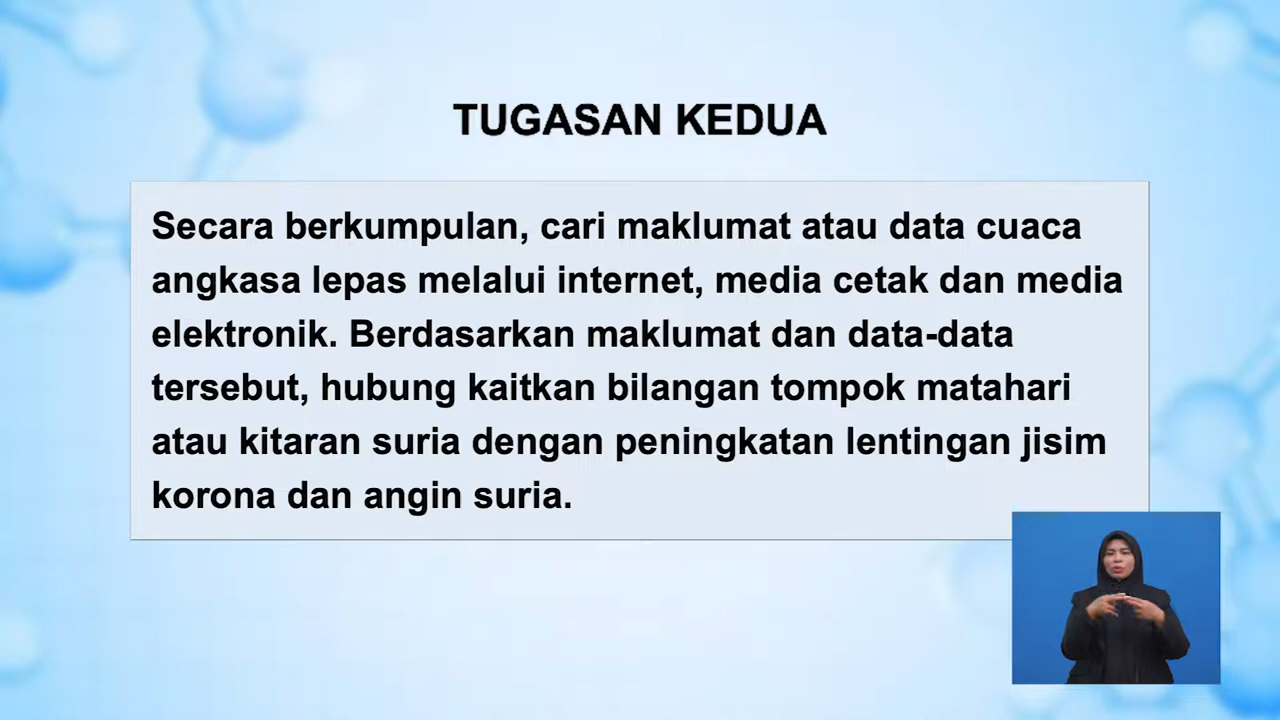 TUGASAN KEDUA
Secara berkumpulan, cari maklumat atau data cuaca
angkasa lepas melalui internet, media cetak dan media
elektronik. Berdasarkan maklumat dan data-data
tersebut, hubung kaitkan bilangan tompok matahari
atau kitaran suria dengan peningkatan lentingan jisim
korona dan angin suria.